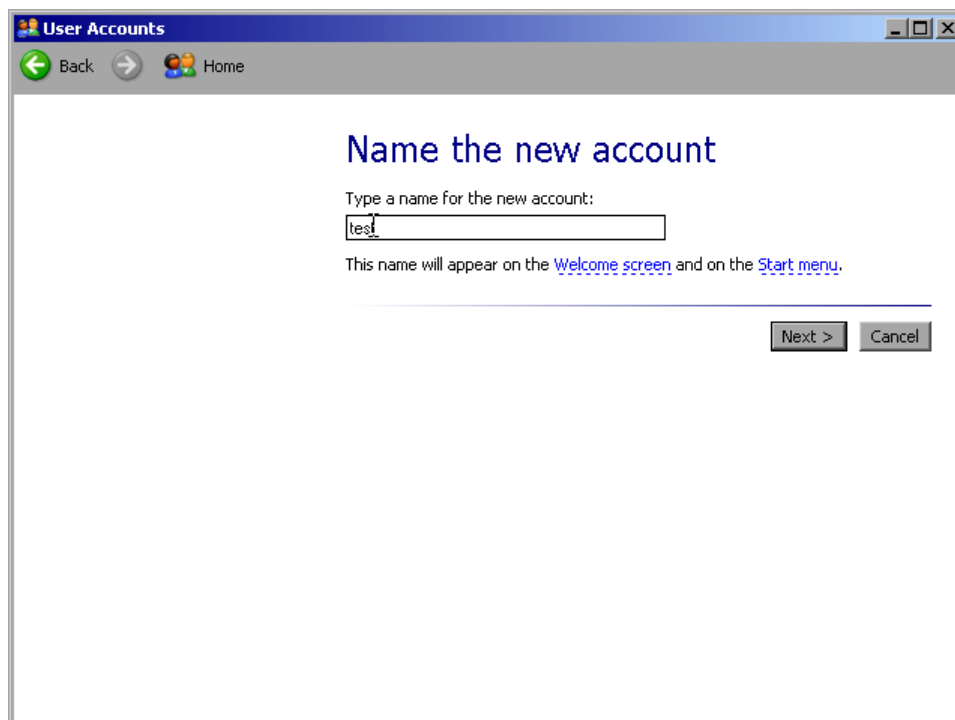 User Accounts
Back Home
Name the new account
Type a name for the new account:
test
This name will appear on the Welcome screen and on the Start menu.
Next > Cancel